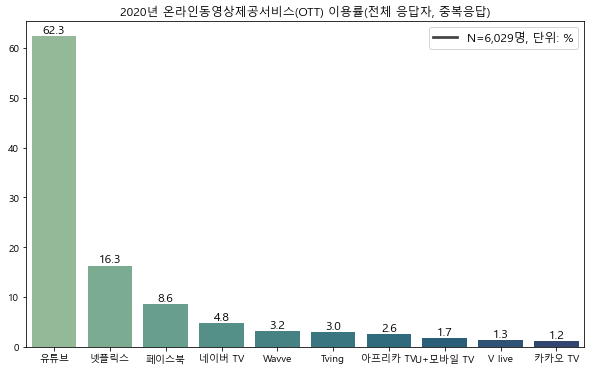 2020년 온라인동영상제공서비스(OTT) 이용률(전체 응답자, 중복응답)
N=6,029명, 단위: %
60
50
40
30
20
10
0
62.3
16.3
8.6
4.8
3.2
3.0
2.6
1.7
1.3
1.2
유튜브
넷플릭스
페이스북
네이버 TV
Wavve
Tving
아프리카 TV
U+모바일 TV
V live
카카오 TV